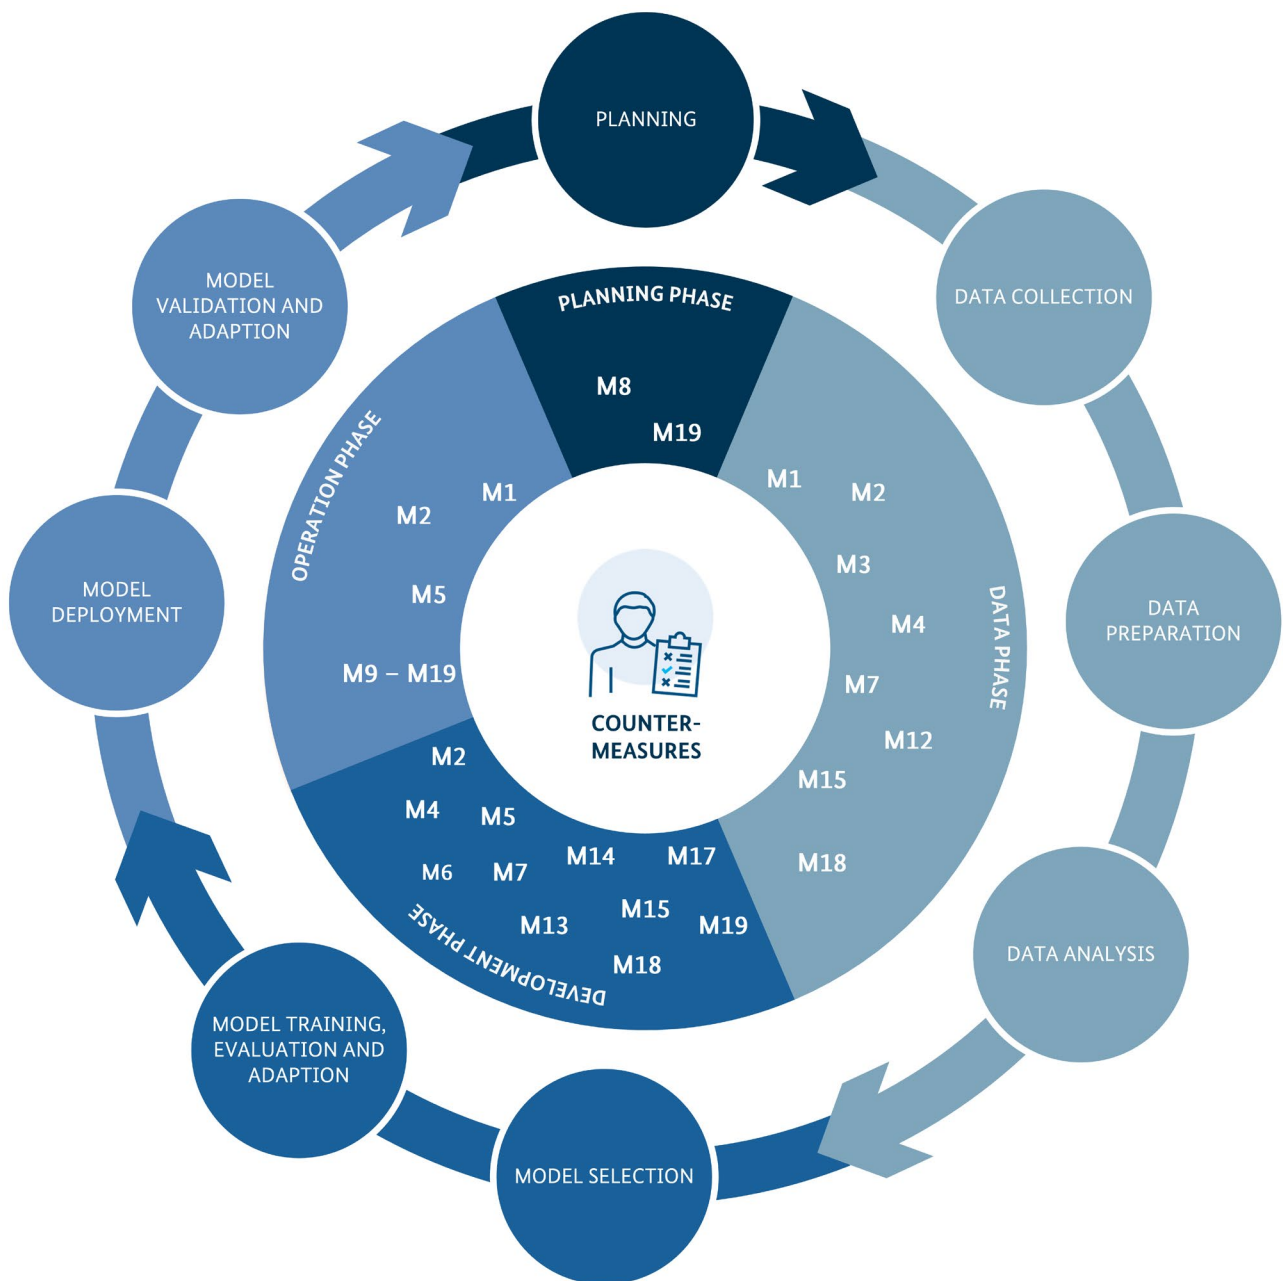 PLANNING
DATA COLLECTION
DATA
PREPARATION
DATA ANALYSIS
MODEL SELECTION
MODEL TRAINING,
EVALUATION AND
ADAPTION
MODEL
DEPLOYMENT
MODEL
VALIDATION AND
ADAPTION
PLANNING PHASE
M8
M19
DATA PHASE
M1
M2
M3
M4
M7
M12
M15
M18
DEVELOPMENT PHASE
M2
M4
M5
M6
M7
M14
M17
M13
M15
M19
M18
OPERATION PHASE
M1
M2
M5
M9 – M19
COUNTER-
MEASURES